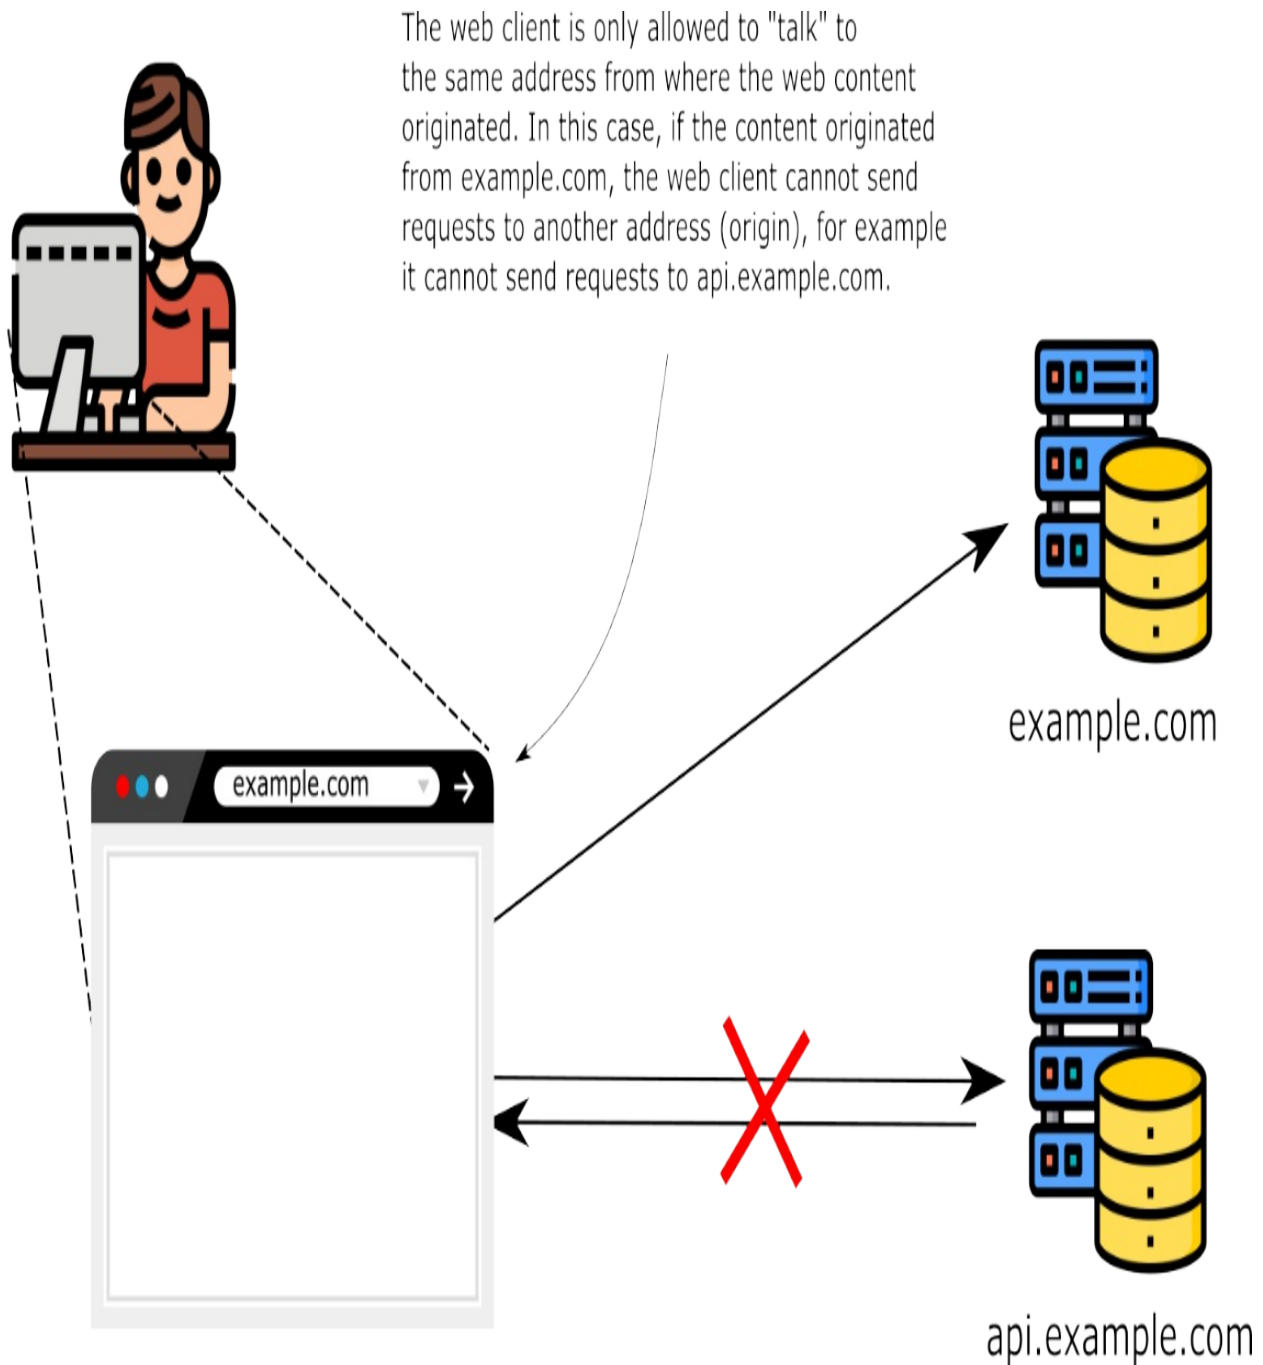 The web client is only allowed to "talk" to
the same address from where the web content
originated. In this case, if the content originated
from example.com, the web client cannot send
requests to another address (origin), for example
it cannot send requests to api.example.com.
example.com
example.com
api.example.com